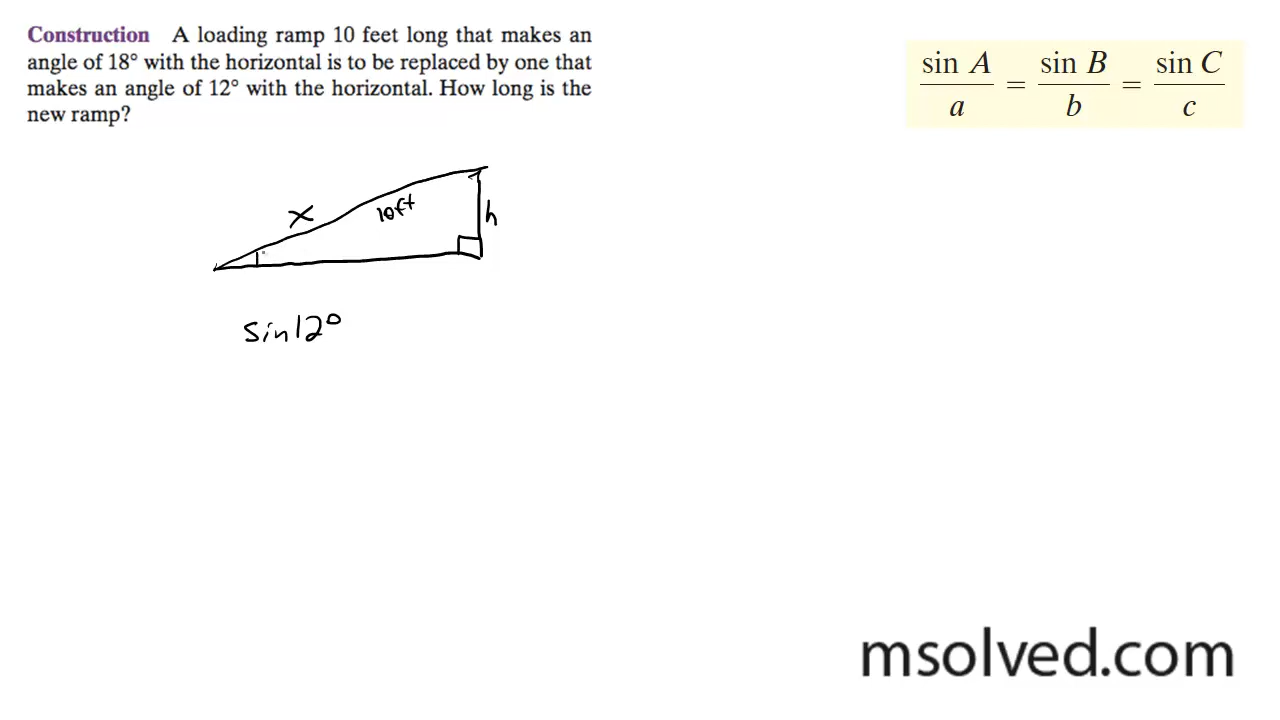 Construction A loading ramp 10 feet long that makes an
angle of 18° with the horizontal is to be replaced by one that
makes an angle of 12° with the horizontal. How long is the
new ramp?
sin A / a = sin B / b = sin C / c
x
10ft
h
sin12°
msolved.com